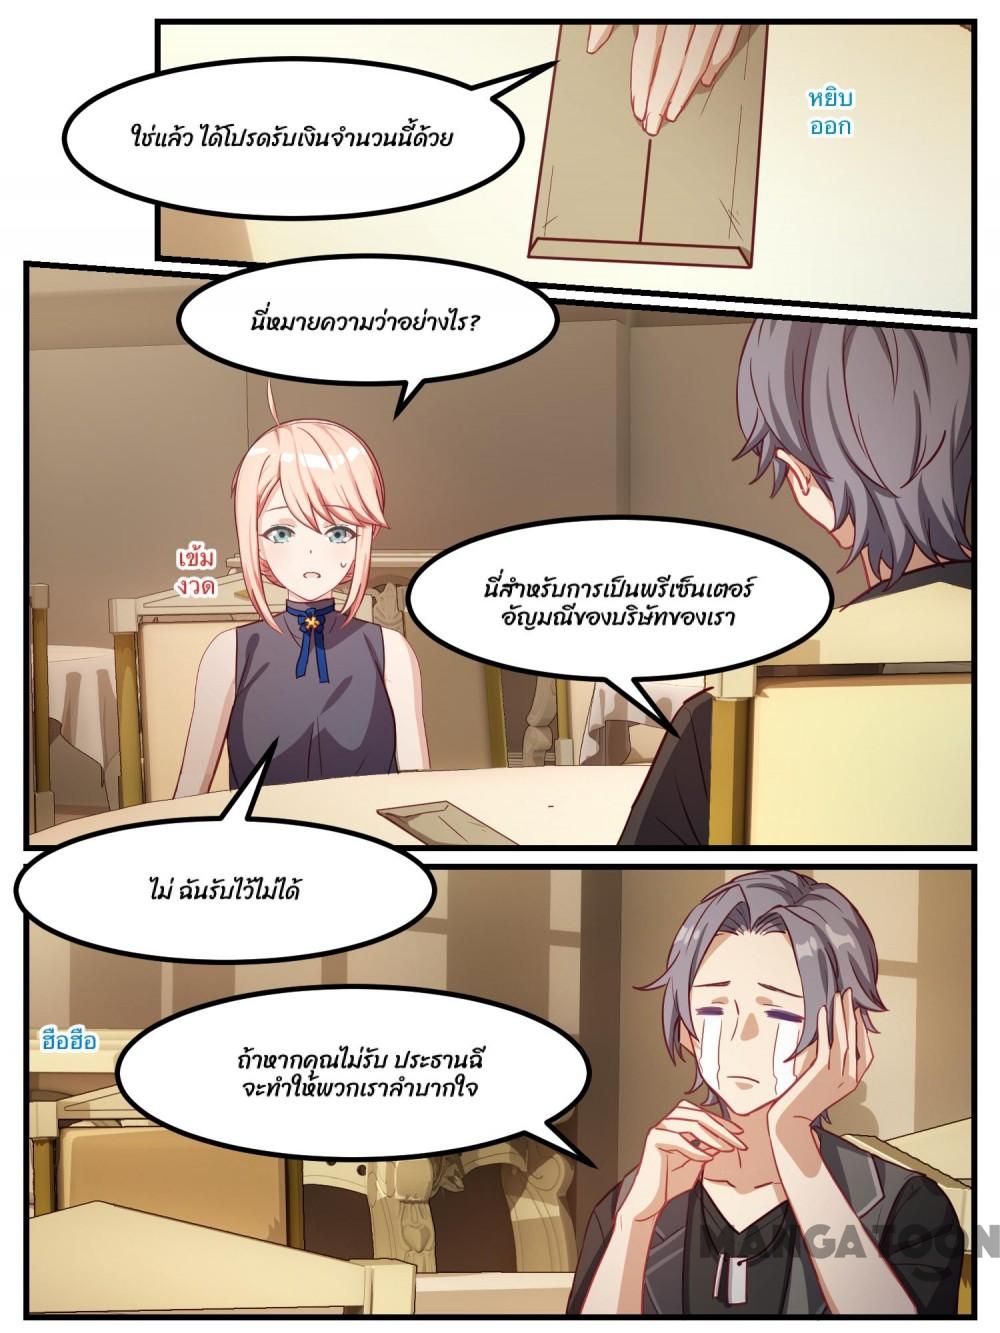 ใช่แล้ว ได้โปรดรับเงินจำนวนนี้ด้วย
หยิบ
ออก
นี่หมายความว่าอย่างไร?
เข้ม
งวด
นี่สำหรับการเป็นพรีเซ็นเตอร์
อัญมณีของบริษัทของเรา
ไม่ ฉันรับไว้ไม่ได้
ฮือฮือ
ถ้าหากคุณไม่รับ ประธานฉี
จะทำให้พวกเราลำบากใจ
MANGATOON